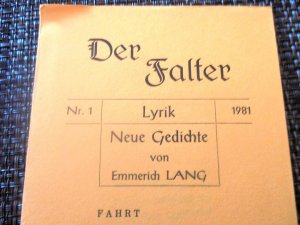 Der
Falter
Nr. 1 Lyrik 1981
Neue Gedichte
von
Emmerich LANG
FAHRT